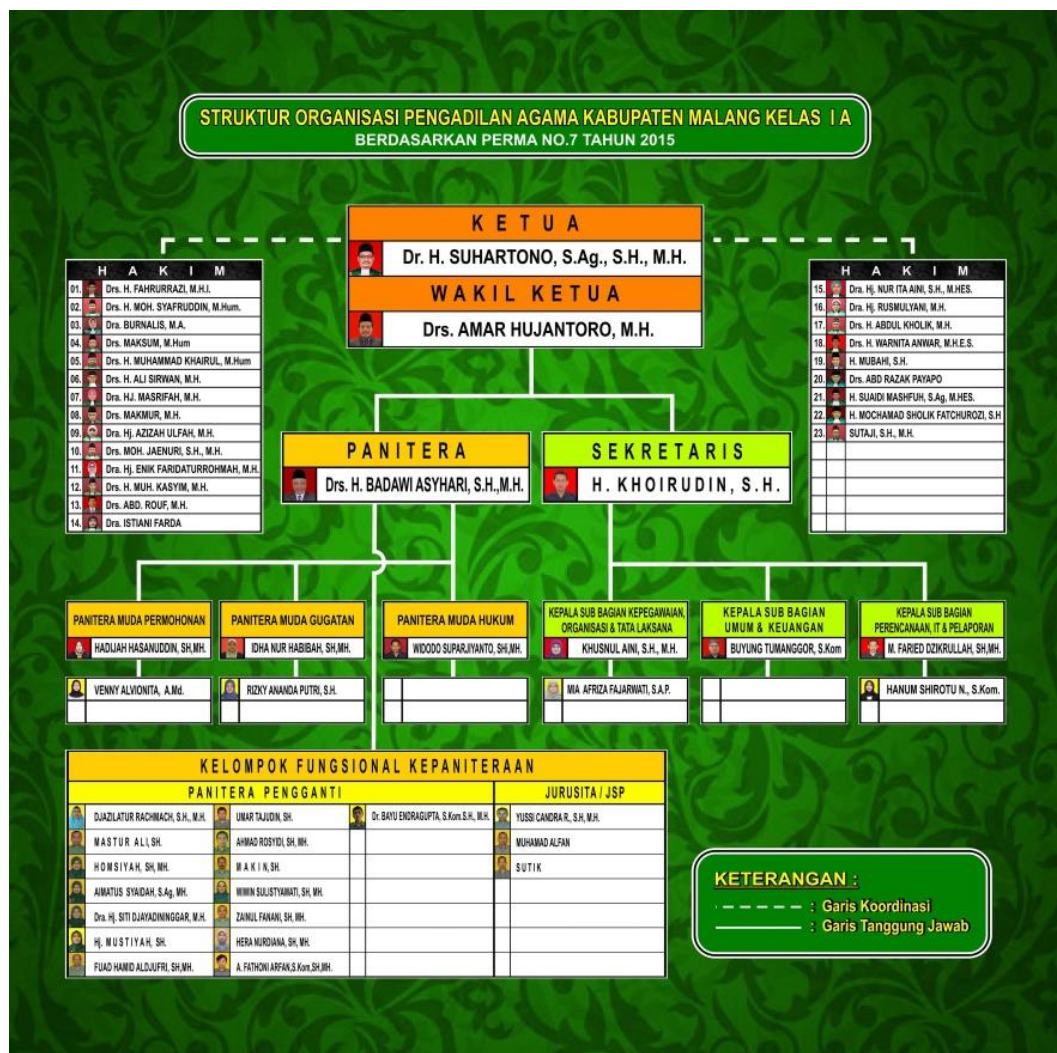 STRUKTUR ORGANISASI PENGADILAN AGAMA KABUPATEN MALANG KELAS I A
BERDASARKAN PERMA NO.7 TAHUN 2015
KETUA
Dr. H. SUHARTONO, S.Ag., S.H., M.H.
WAKIL KETUA
Drs. AMAR HUJANTORO, M.H.
HAKIM
01. Drs. H. FAHRURRAZI, M.H.I.
02. Drs. H. MOH. SYAFRUDDIN, M.Hum.
03. Dra. BURNALIS, M.A.
04. Drs. MAKSUM, M.Hum
05. Drs. H. MUHAMMAD KHAIRUL, M.Hum
06. Drs. H. ALI SIRWAN, M.H.
07. Dra. HJ. MASRIFAH, M.H.
08. Drs. MAKMUR, M.H.
09. Dra. Hj. AZIZAH ULFAH, M.H.
10. Drs. MOH. JAENURI, S.H., M.H.
11. Dra. Hj. ENIK FARIDATURROHMAH, M.H.
12. Drs. H. MUH. KASYIM, M.H.
13. Drs. ABD. ROUF, M.H.
14. Dra. ISTIANI FARDA
HAKIM
15. Dra. Hj. NUR ITA AINI, S.H., M.HES.
16. Dra. Hj. RUSMULYANI, M.H.
17. Drs. H. ABDUL KHOLIK, M.H.
18. Drs. H. WARNITA ANWAR, M.H.E.S.
19. H. MUBAHI, S.H.
20. Drs. ABD RAZAK PAYAPO
21. H. SUAIDI MASHFUH, S.Ag, M.HES.
22. H. MOCHAMAD SHOLIK FATCHUROZI, S.H
23. SUTAJI, S.H., M.H.
PANITERA
Drs. H. BADAWI ASYHARI, S.H.,M.H.
SEKRETARIS
H. KHOIRUDIN, S.H.
PANITERA MUDA PERMOHONAN
HADIJAH HASANUDDIN, SH,MH.
VENNY ALVIONITA, A.Md.
PANITERA MUDA GUGATAN
IDHA NUR HABIBAH, SH,MH.
RIZKY ANANDA PUTRI, S.H.
PANITERA MUDA HUKUM
WIDODO SUPARJIYANTO, SHi,MH.
KEPALA SUB BAGIAN KEPEGAWAIAN,
ORGANISASI & TATA LAKSANA
KHUSNUL AINI, S.H., M.H.
MIA AFRIZA FAJARWATI, S.A.P.
KEPALA SUB BAGIAN
UMUM & KEUANGAN
BUYUNG TUMANGGOR, S.Kom
KEPALA SUB BAGIAN
PERENCANAAN, IT & PELAPORAN
M. FARIED DZIKRULLAH, SH,MH.
HANUM SHIROTU N., S.Kom.
KELOMPOK FUNGSIONAL KEPANITERAAN
PANITERA PENGGANTI
DJAZILATUR RACHMACH, S.H., M.H.
MASTUR ALI,SH.
HOMSIYAH, SH, MH.
AIMATUS SYAIDAH, S.Ag, MH.
Dra. Hj. SITI DJAYADININGGAR, M.H.
Hj. MUSTIYAH, SH.
FUAD HAMID ALDJUFRI, SH,MH.
UMAR TAJUDIN, SH.
AHMAD ROSYIDI, SH, MH.
MAKIN,SH.
WIWIN SULISTYAWATI, SH, MH.
ZAINUL FANANI, SH, MH.
HERA NURDIANA, SH, MH.
A. FATHONI ARFAN,S.Kom,SH,MH.
Dr. BAYU ENDRAGUPTA, S.Kom.S.H., M.H.
JURUSITA / JSP
YUSSI CANDRA R., S.H, M.H.
MUHAMAD ALFAN
SUTIK
KETERANGAN :
: Garis Koordinasi
: Garis Tanggung Jawab